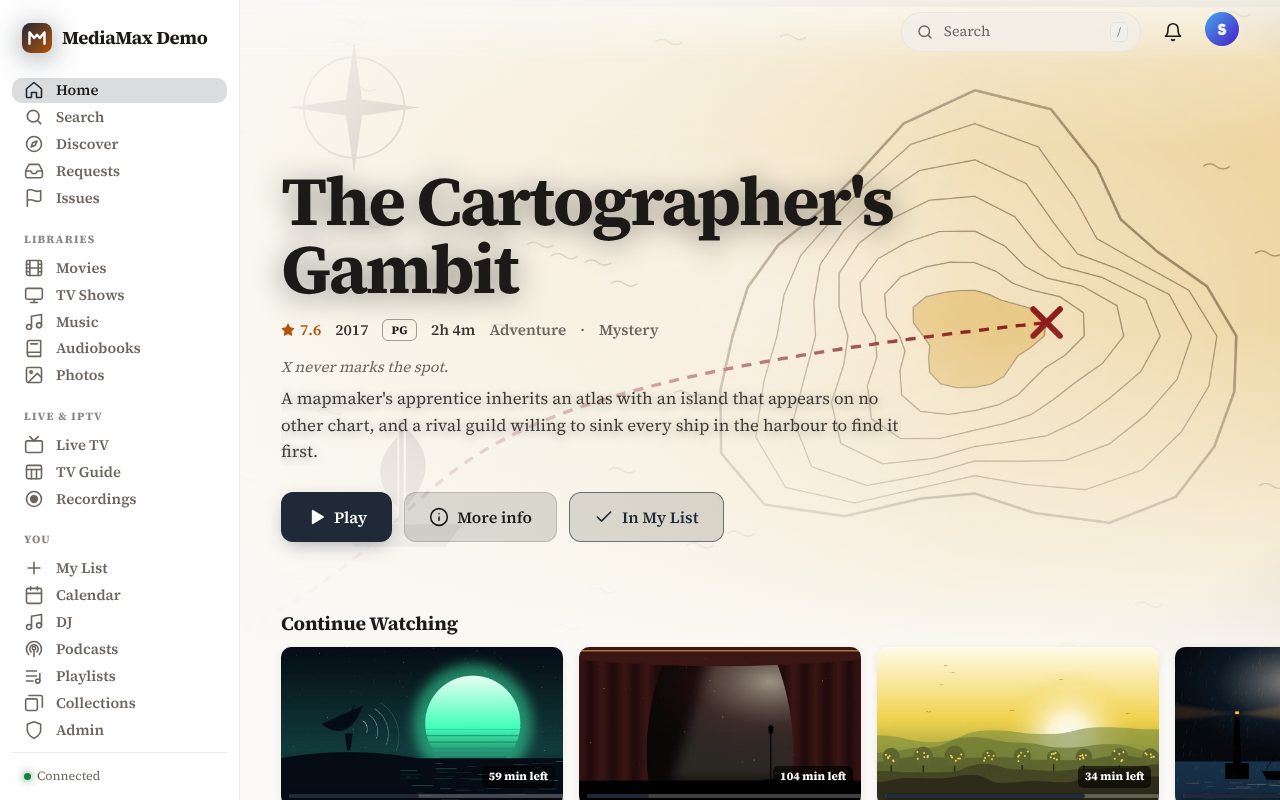 MediaMax Demo
Search
/
S
Home
Search
Discover
Requests
Issues
LIBRARIES
Movies
TV Shows
Music
Audiobooks
Photos
LIVE & IPTV
Live TV
TV Guide
Recordings
YOU
My List
Calendar
DJ
Podcasts
Playlists
Collections
Admin
Connected
The Cartographer's
Gambit
7.6 2017 PG 2h 4m Adventure · Mystery
X never marks the spot.
A mapmaker's apprentice inherits an atlas with an island that appears on no
other chart, and a rival guild willing to sink every ship in the harbour to find it
first.
Play
More info
In My List
Continue Watching
59 min left
104 min left
34 min left